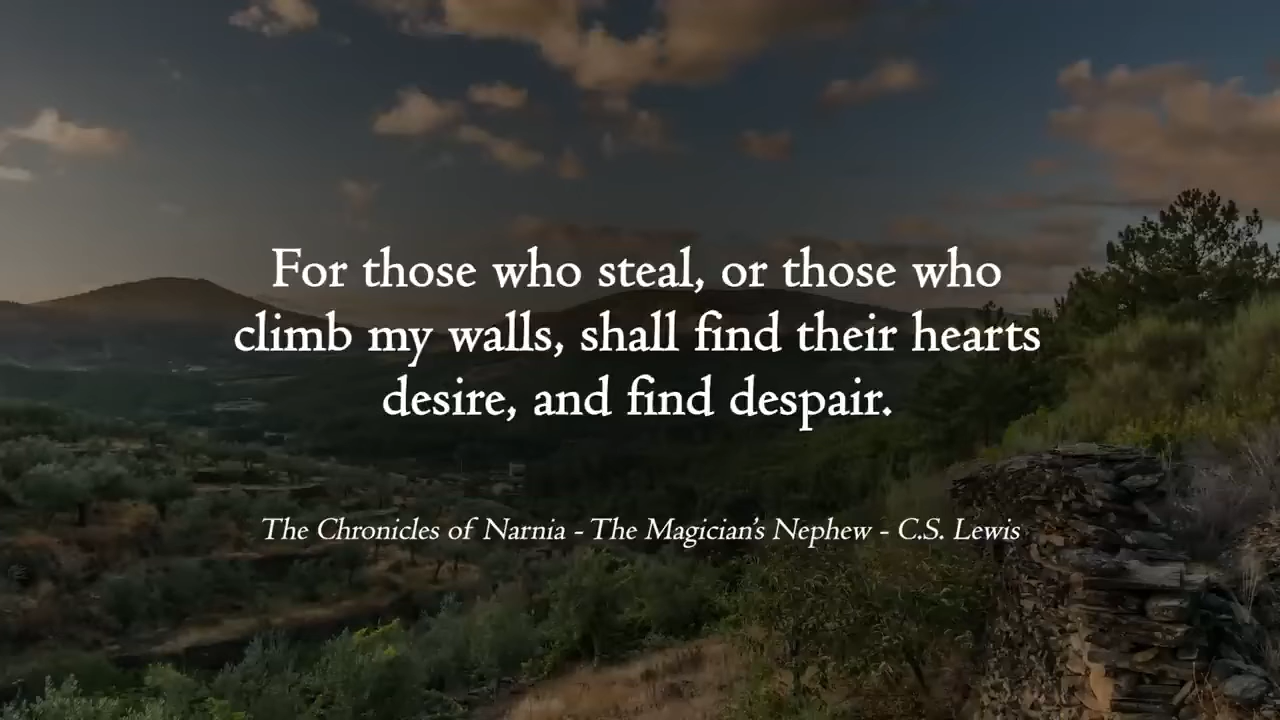 For those who steal, or those who
climb my walls, shall find their hearts
desire, and find despair.
The Chronicles of Narnia - The Magician's Nephew - C.S. Lewis